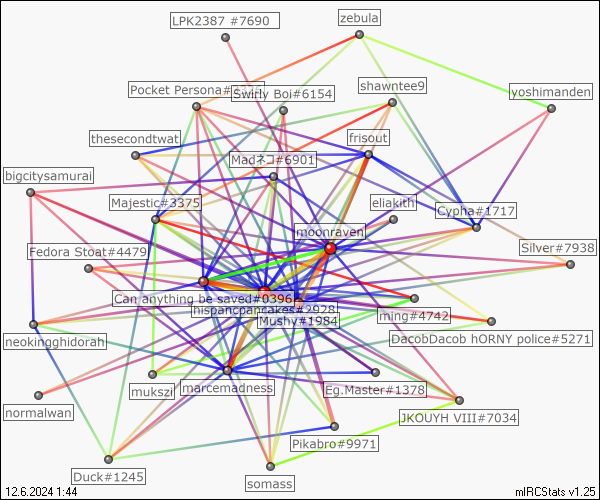 LPK2387 #7690
zebula
Pocket Persona#
Swirly Boi#6154
shawntee9
yoshimanden
thesecondtwat
frisout
Madネコ#6901
bigcitysamurai
Majestic#3375
eliakith
Cypha#1717
moonraven
Fedora Stoat#4479
Silver#7938
Can anything be saved#0396
hispanicpancakes#2928
Mushy#1984
ming#4742
neokingghidorah
DacobDacob hORNY police#5271
mukszi
marcemadness
Eg.Master#1378
normalwan
JKOUYH VIII#7034
Pikabro#9971
Duck#1245
somass
12.6.2024 1:44
mIRCStats v1.25